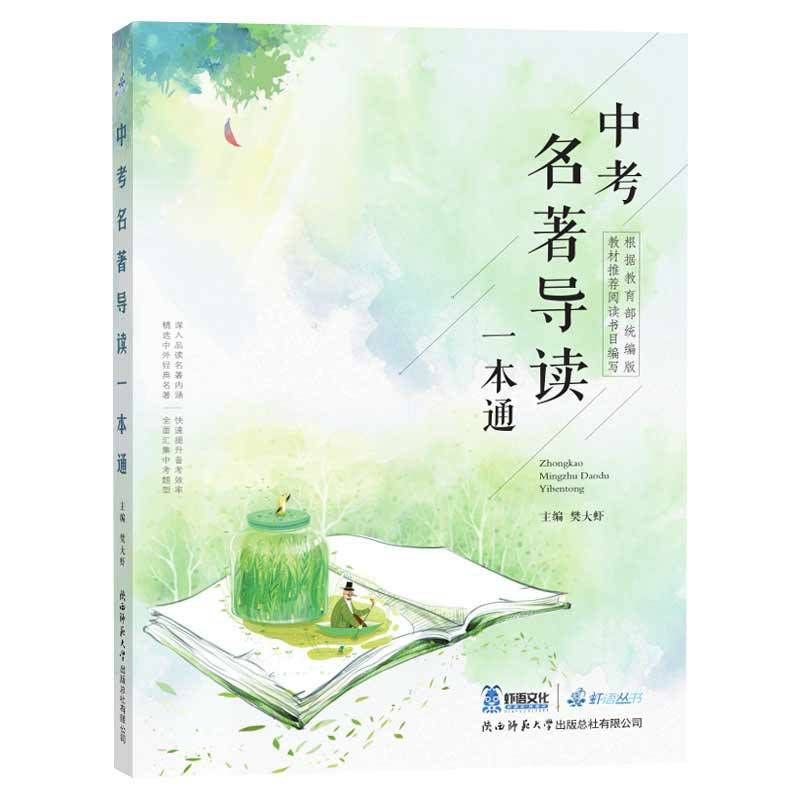 中考
名著导读
一本通
根据教育部统编版
教材推荐阅读书目编写
Zhongkao
Mingzhu Daodu
Yibentong
主编 樊大虾
深入品读名著内涵 快速提升备考效率
精选中外经典名著 全面汇集中考题型
虾语文化
虾语丛书
陕西师范大学出版总社有限公司
中考名著导读一本通
主编 樊大虾
陕西师范大学出版总社有限公司